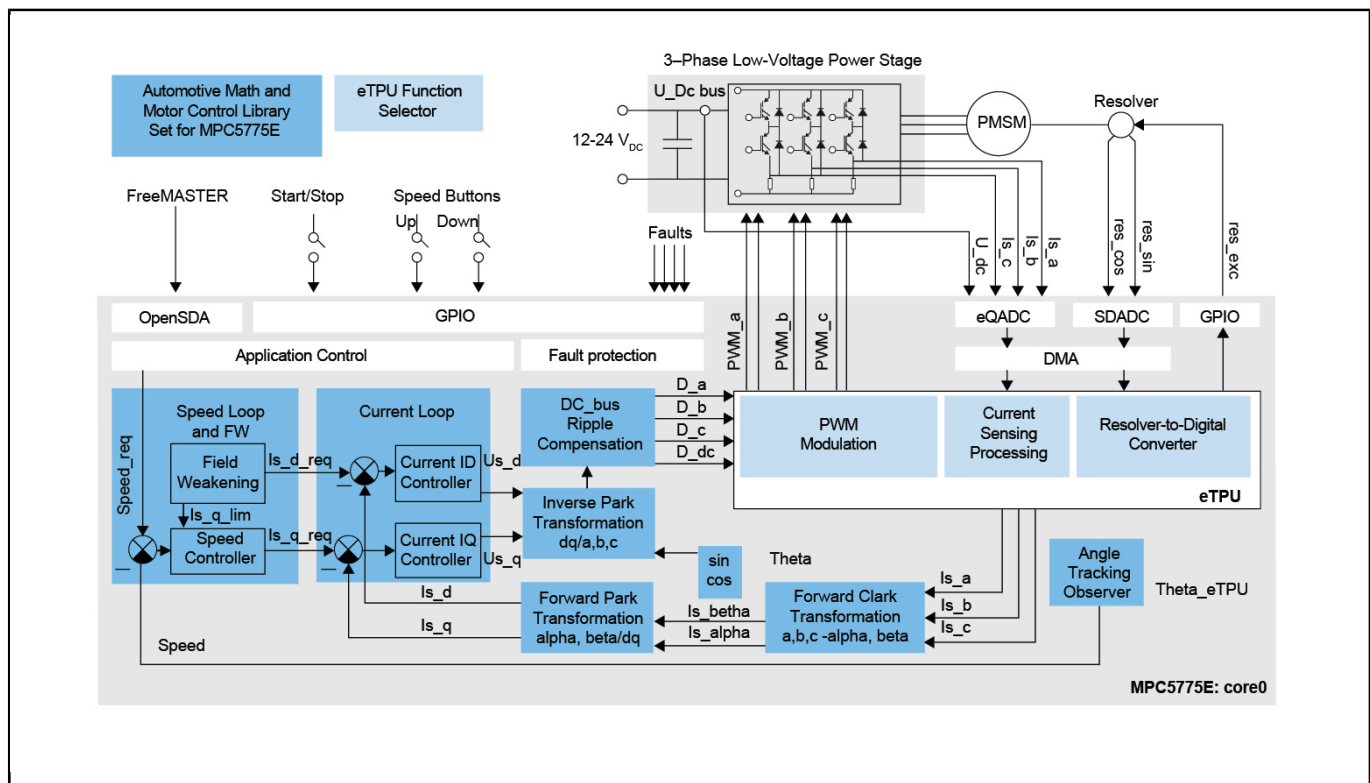 3–Phase Low-Voltage Power Stage
Automotive Math and
Motor Control Library
Set for MPC5775E
eTPU Function
Selector
U_Dc bus
12-24 VDC
PMSM
Resolver
FreeMASTER
Start/Stop
Speed Buttons
Up
Down
Faults
U_dc
Is_c
Is_b
Is_a
res_cos
res_sin
res_exc
OpenSDA
GPIO
eQADC
SDADC
GPIO
Application Control
Fault protection
PWM_a
PWM_b
PWM_c
DMA
Speed Loop
and FW
Current Loop
DC_bus
Ripple
Compensation
D_a
D_b
D_c
D_dc
PWM
Modulation
Current
Sensing
Processing
Resolver-to-Digital
Converter
eTPU
Speed_req
Field
Weakening
Is_d_req
Current ID
Controller
Us_d
Is_q_lim
Speed
Controller
Is_q_req
Current IQ
Controller
Us_q
Inverse Park
Transformation
dq/a,b,c
sin
cos
Theta
Angle
Tracking
Observer
Theta_eTPU
Is_a
Is_b
Is_c
Is_d
Is_q
Forward Park
Transformation
alpha, beta/dq
Is_betha
Is_alpha
Forward Clark
Transformation
a,b,c -alpha, beta
Speed
MPC5775E: core0